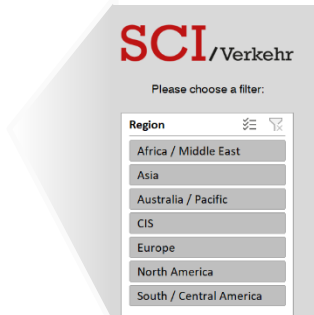 SCI/Verkehr
Please choose a filter:
Region
Africa / Middle East
Asia
Australia / Pacific
CIS
Europe
North America
South / Central America